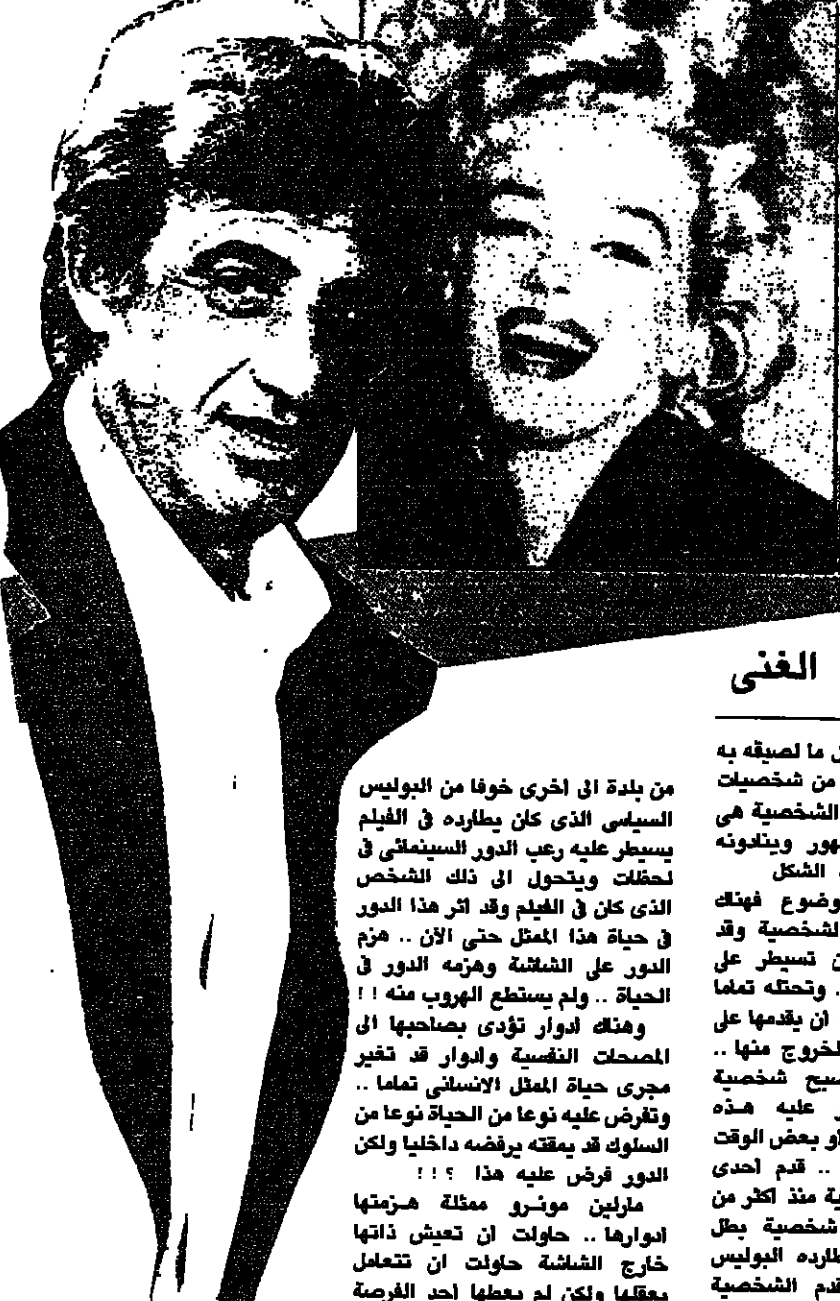 الغنى
ما لصيقه به
من شخصيات
الشخصية هى
وينادونه
الشكل
فهناك
وقد
تسيطر على
.. وتحتله تماما
ان يقدمها على
منها ..
شخصية
عليه هذه
او بعض الوقت
.. قدم احدى
منذ اكثر من
شخصية بطل
البوليس
الشخصية
من بلدة الى اخرى خوفا من البوليس
السياسى الذى كان يطارده فى الفيلم
يسيطر عليه رعب الدور السينمائى فى
لحظات ويتحول الى ذلك الشخص
الذى كان فى الفيلم وقد اثر هذا الدور
فى حياة هذا الممثل حتى الآن .. هزم
الدور على الشاشة وهزمه الدور فى
الحياة .. ولم يستطع الهروب منه ! !
وهناك ادوار تؤدى بصاحبها الى
المصحات النفسية وادوار قد تغير
مجرى حياة الممثل الانسانى تماما ..
وتفرض عليه نوعا من الحياة نوعا من
السلوك قد يمقته يرفضه داخليا ولكن
الدور فرض عليه هذا ؟ ! !
مارلين مونرو ممثلة هزمتها
ادوارها .. حاولت ان تعيش ذاتها
خارج الشاشة حاولت ان تتعامل
بعقلها ولكن لم يعطها احد الفرصة